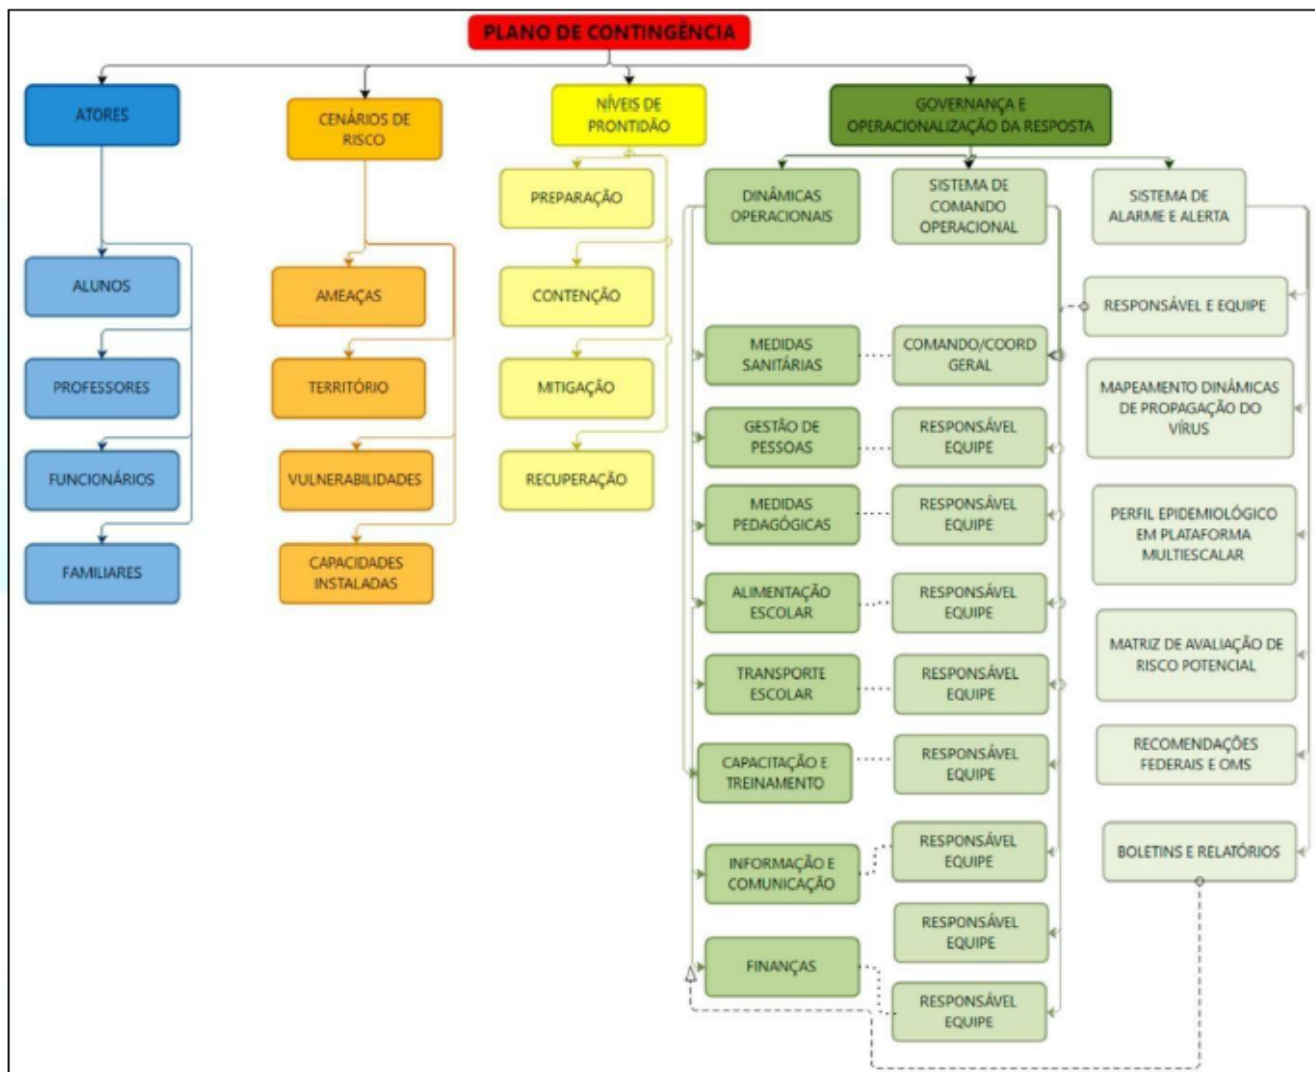 PLANO DE CONTINGÊNCIA
ATORES
CENÁRIOS DE
RISCO
NÍVEIS DE
PRONTIDÃO
GOVERNANÇA E
OPERACIONALIZAÇÃO DA RESPOSTA
ALUNOS
PROFESSORES
FUNCIONÁRIOS
FAMILIARES
AMEAÇAS
TERRITÓRIO
VULNERABILIDADES
CAPACIDADES
INSTALADAS
PREPARAÇÃO
CONTENÇÃO
MITIGAÇÃO
RECUPERAÇÃO
DINÂMICAS
OPERACIONAIS
MEDIDAS
SANITÁRIAS
GESTÃO DE
PESSOAS
MEDIDAS
PEDAGÓGICAS
ALIMENTAÇÃO
ESCOLAR
TRANSPORTE
ESCOLAR
CAPACITAÇÃO E
TREINAMENTO
INFORMAÇÃO E
COMUNICAÇÃO
FINANÇAS
SISTEMA DE
COMANDO
OPERACIONAL
COMANDO/COORD
GERAL
RESPONSÁVEL
EQUIPE
RESPONSÁVEL
EQUIPE
RESPONSÁVEL
EQUIPE
RESPONSÁVEL
EQUIPE
RESPONSÁVEL
EQUIPE
RESPONSÁVEL
EQUIPE
RESPONSÁVEL
EQUIPE
RESPONSÁVEL
EQUIPE
SISTEMA DE
ALARME E ALERTA
RESPONSÁVEL E EQUIPE
MAPEAMENTO DINÂMICAS
DE PROPAGAÇÃO DO
VÍRUS
PERFIL EPIDEMIOLÓGICO
EM PLATAFORMA
MULTIESCALAR
MATRIZ DE AVALIAÇÃO DE
RISCO POTENCIAL
RECOMENDAÇÕES
FEDERAIS E OMS
BOLETINS E RELATÓRIOS